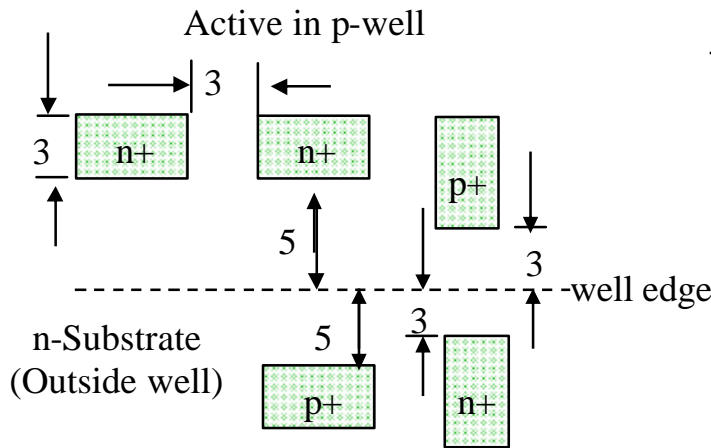 Active in p-well
3
3
n+
n+
p+
5
3
well edge
3
n-Substrate
5
(Outside well)
p+
n+